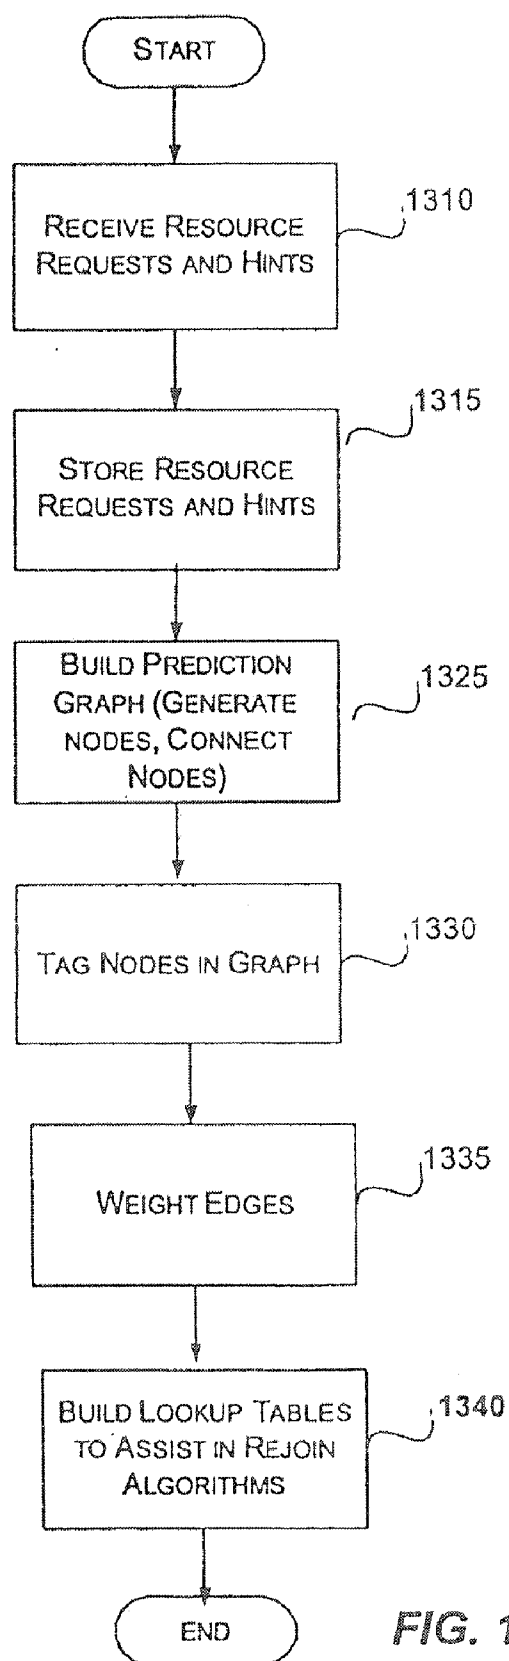 START
1310
RECEIVE RESOURCE
REQUESTS AND HINTS
1315
STORE RESOURCE
REQUESTS AND HINTS
1325
BUILD PREDICTION
GRAPH (GENERATE
NODES, CONNECT
NODES)
1330
TAG NODES IN GRAPH
1335
WEIGHT EDGES
1340
BUILD LOOKUP TABLES
TO ASSIST IN REJOIN
ALGORITHMS
END
FIG. 1